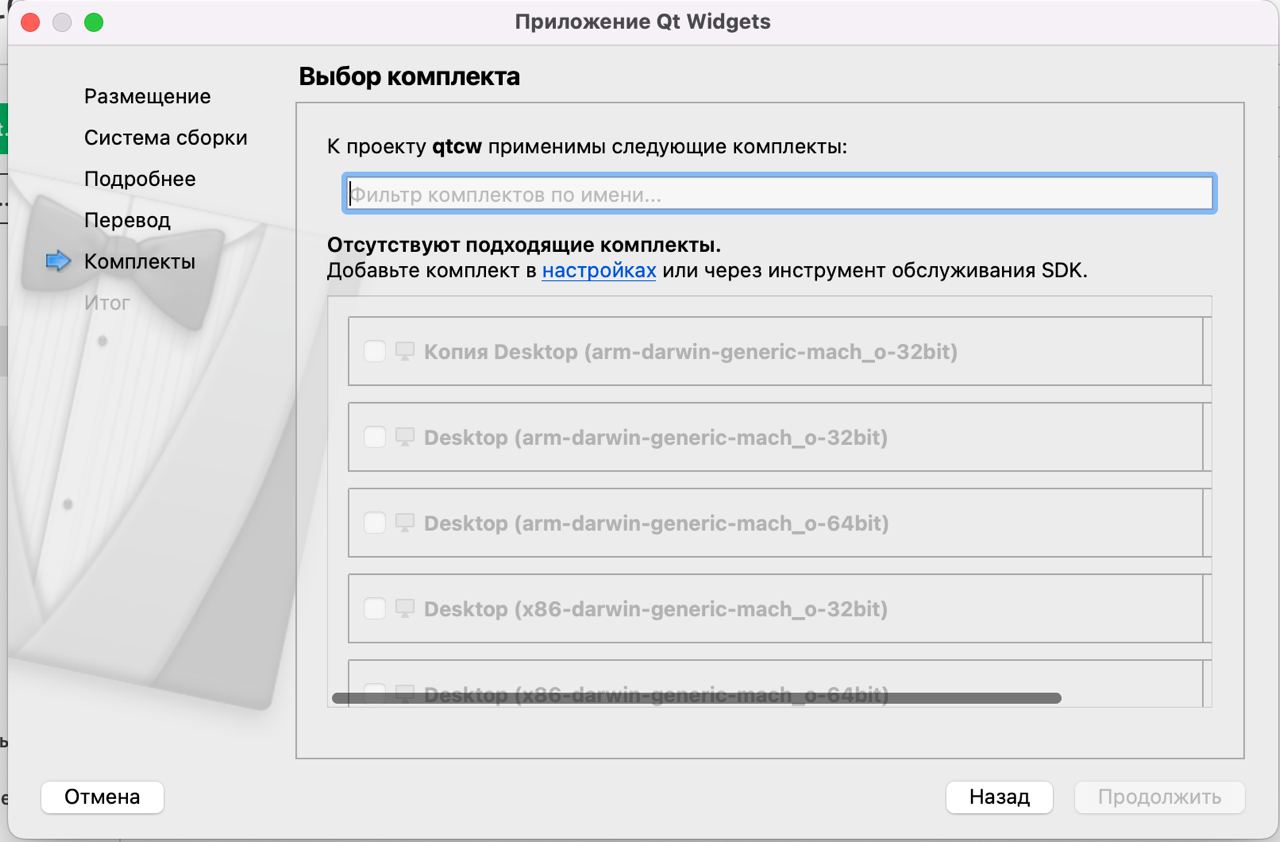 Приложение Qt Widgets
Выбор комплекта
Размещение
Система сборки
Подробнее
Перевод
Комплекты
Итог
К проекту qtcw применимы следующие комплекты:
Фильтр комплектов по имени...
Отсутствуют подходящие комплекты.
Добавьте комплект в настройках или через инструмент обслуживания SDK.
Копия Desktop (arm-darwin-generic-mach_o-32bit)
Desktop (arm-darwin-generic-mach_o-32bit)
Desktop (arm-darwin-generic-mach_o-64bit)
Desktop (x86-darwin-generic-mach_o-32bit)
Desktop (x86-darwin-generic-mach_o-64bit)
Отмена
Назад
Продолжить